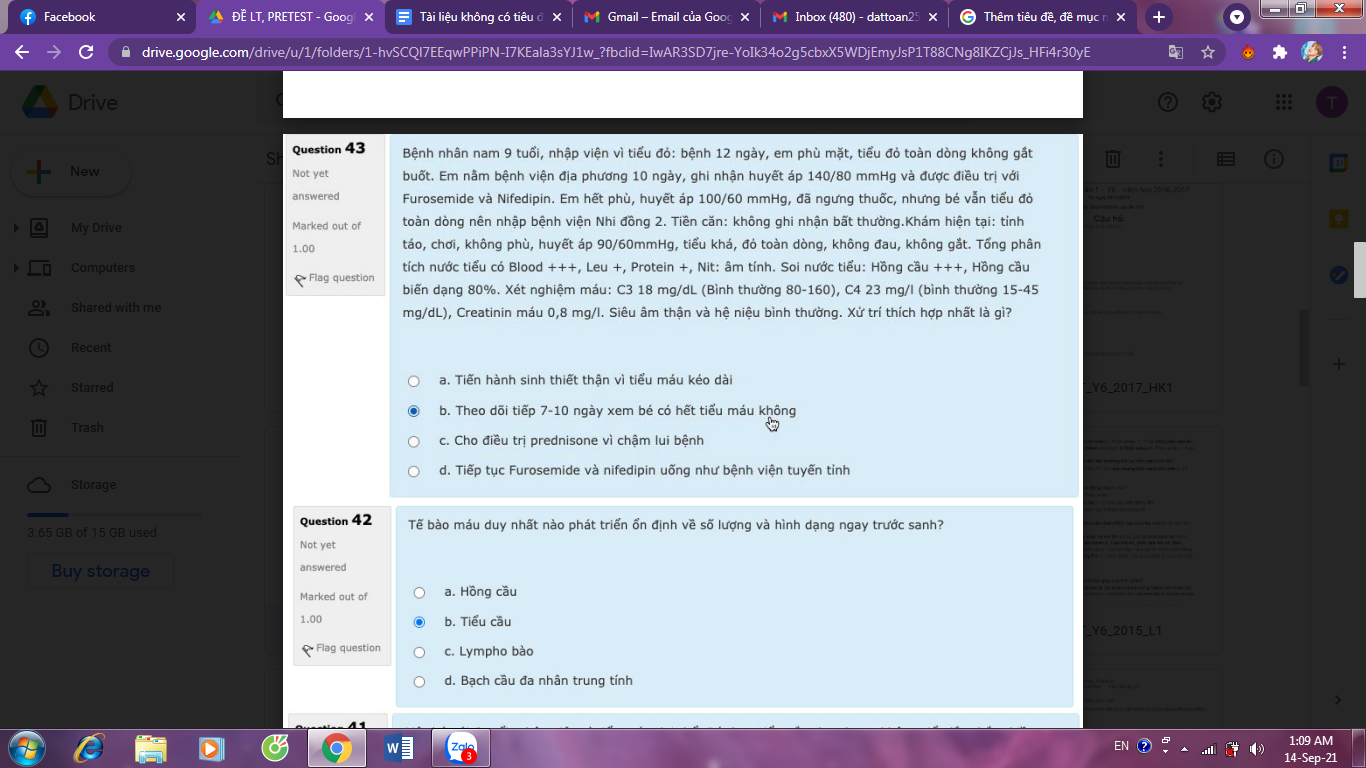 Facebook
ĐỀ LT, PRETEST - Googl
Tài liệu không có tiêu đ
Gmail – Email của Goog
Inbox (480) - dattoan25
Thêm tiêu đề, đề mục n
drive.google.com/drive/u/1/folders/1-hvSCQl7EEqwPPiPN-I7KEala3sYJ1w_?fbclid=IwAR3SD7jre-YoIk34o2g5cbxX5WDjEmyJsP1T88CNg8IKZCjJs_HFi4r30yE
Drive
T
New
My Drive
Computers
Shared with me
Recent
Starred
Trash
Storage
3.65 GB of 15 GB used
Buy storage
Question 43
Not yet
answered
Marked out of
1.00
Flag question
Bệnh nhân nam 9 tuổi, nhập viện vì tiểu đỏ: bệnh 12 ngày, em phù mặt, tiểu đỏ toàn dòng không gắt
buốt. Em nằm bệnh viện địa phương 10 ngày, ghi nhận huyết áp 140/80 mmHg và được điều trị với
Furosemide và Nifedipin. Em hết phù, huyết áp 100/60 mmHg, đã ngưng thuốc, nhưng bé vẫn tiểu đỏ
toàn dòng nên nhập bệnh viện Nhi đồng 2. Tiền căn: không ghi nhận bất thường.Khám hiện tại: tỉnh
táo, chơi, không phù, huyết áp 90/60mmHg, tiểu khá, đỏ toàn dòng, không đau, không gắt. Tổng phân
tích nước tiểu có Blood +++, Leu +, Protein +, Nit: âm tính. Soi nước tiểu: Hồng cầu +++, Hồng cầu
biến dạng 80%. Xét nghiệm máu: C3 18 mg/dL (Bình thường 80-160), C4 23 mg/l (bình thường 15-45
mg/dL), Creatinin máu 0,8 mg/l. Siêu âm thận và hệ niệu bình thường. Xử trí thích hợp nhất là gì?
a. Tiến hành sinh thiết thận vì tiểu máu kéo dài
b. Theo dõi tiếp 7-10 ngày xem bé có hết tiểu máu không
c. Cho điều trị prednisone vì chậm lui bệnh
d. Tiếp tục Furosemide và nifedipin uống như bệnh viện tuyến tỉnh
Question 42
Not yet
answered
Marked out of
1.00
Flag question
Tế bào máu duy nhất nào phát triển ổn định về số lượng và hình dạng ngay trước sanh?
a. Hồng cầu
b. Tiểu cầu
c. Lympho bào
d. Bạch cầu đa nhân trung tính
Question 41
Câu hỏi:
T_Y6_2017_HK1
T_Y6_2015_L1
Zalo
3
EN
1:09 AM
14-Sep-21